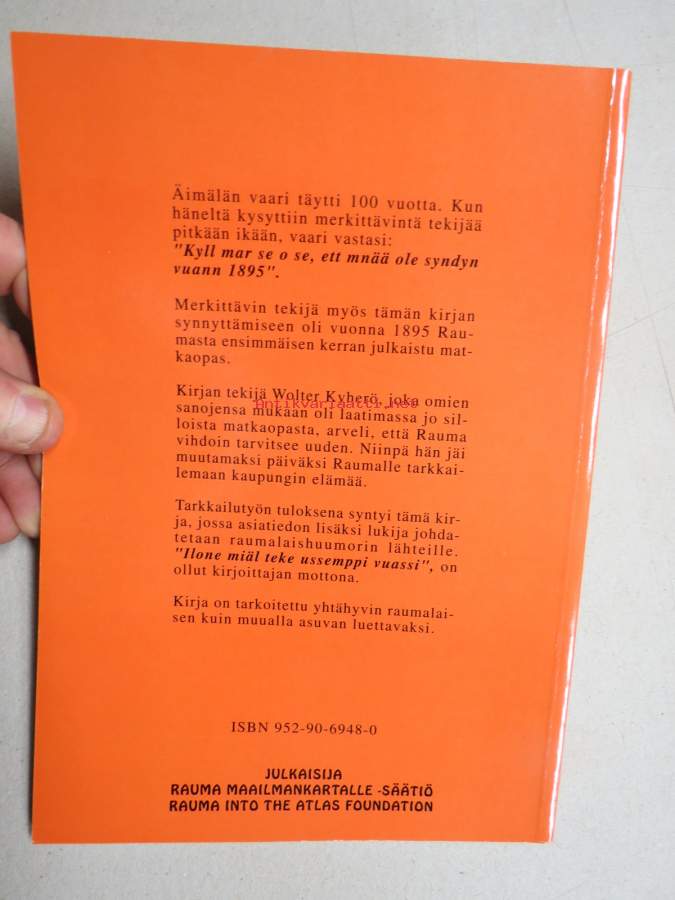 Äimälän vaari täytti 100 vuotta. Kun
häneltä kysyttiin merkittävintä tekijää
pitkään ikään, vaari vastasi:
"Kyll mar se o se, ett mnää ole syndyn
vuann 1895".
Merkittävin tekijä myös tämän kirjan
synnyttämiseen oli vuonna 1895 Rau-
masta ensimmäisen kerran julkaistu mat-
kaopas.
Kirjan tekijä Wolter Kyherö, joka omien
Antikvariaatti.net
sanojensa mukaan oli laatimassa jo sil-
loista matkaopasta, arveli, että Rauma
vihdoin tarvitsee uuden. Niinpä hän jäi
muutamaksi päiväksi Raumalle tarkkai-
lemaan kaupungin elämää.
Tarkkailutyön tuloksena syntyi tämä kir-
ja, jossa asiatiedon lisäksi lukija johda-
tetaan raumalaishuumorin lähteille.
"Ilone miäl teke ussemppi vuassi", on
ollut kirjoittajan mottona.
Kirja on tarkoitettu yhtähyvin raumalai-
sen kuin muualla asuvan luettavaksi.
ISBN 952-90-6948-0
JULKAISIJA
RAUMA MAAILMANKARTALLE -SÄÄTIÖ
RAUMA INTO THE ATLAS FOUNDATION